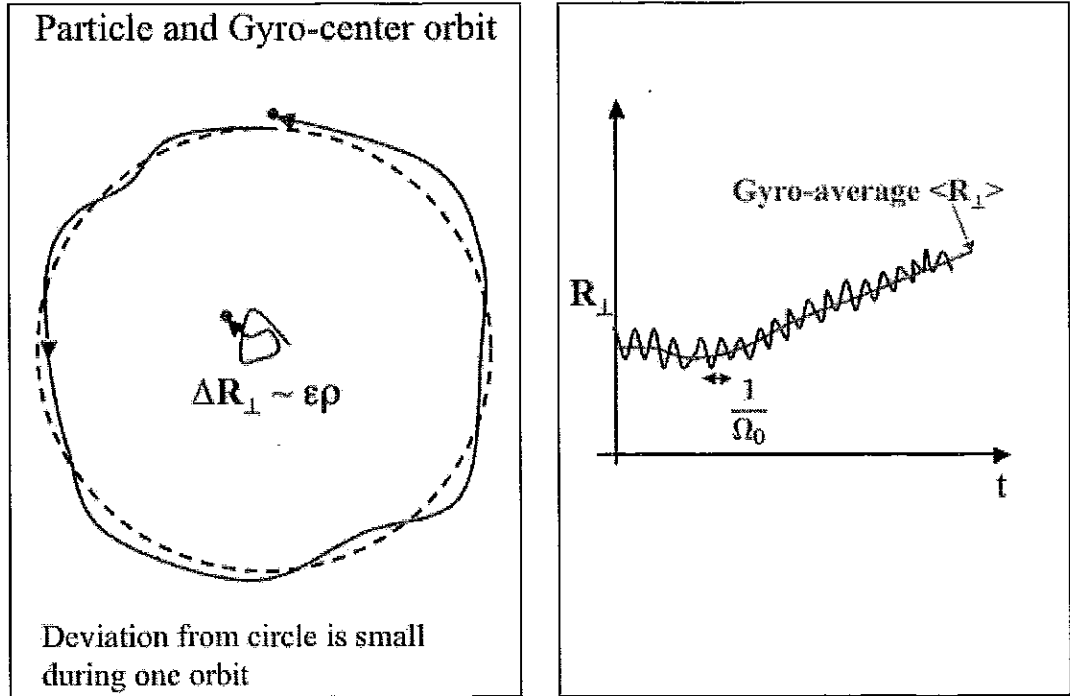 Particle and Gyro-center orbit
ΔR⊥ ~ ερ
Deviation from circle is small
during one orbit
Gyro-average <R⊥>
R⊥
1
Ω₀
t